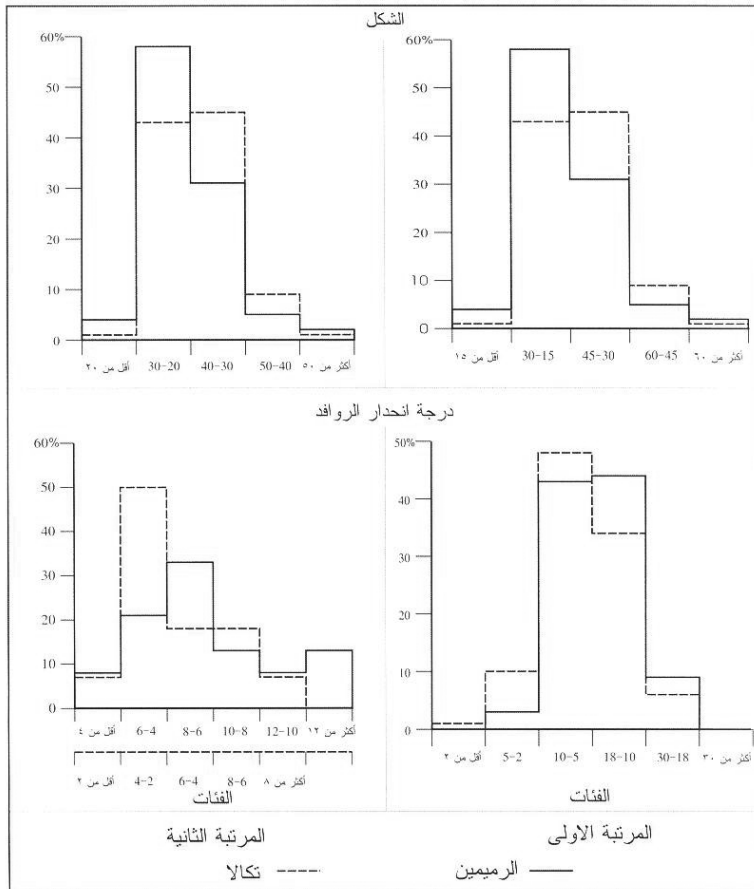 الشكل
60%
50
40
30
20
10
0
أقل من ٢٠ 30-20 40-30 50-40 أكثر من ٥٠
60%
50
40
30
20
10
0
أقل من ١٥ 30-15 45-30 60-45 أكثر من ٦٠
درجة انحدار الروافد
60%
50
40
30
20
10
0
أقل من ٤ 6-4 8-6 10-8 12-10 أكثر من ١٢
أقل من ٢ 4-2 6-4 8-6 أكثر من ٨
الفئات
50%
40
30
20
10
0
أقل من ٢ 5-2 10-5 18-10 30-18 أكثر من ٣٠
الفئات
المرتبة الاولى المرتبة الثانية
الرميمين تكالا